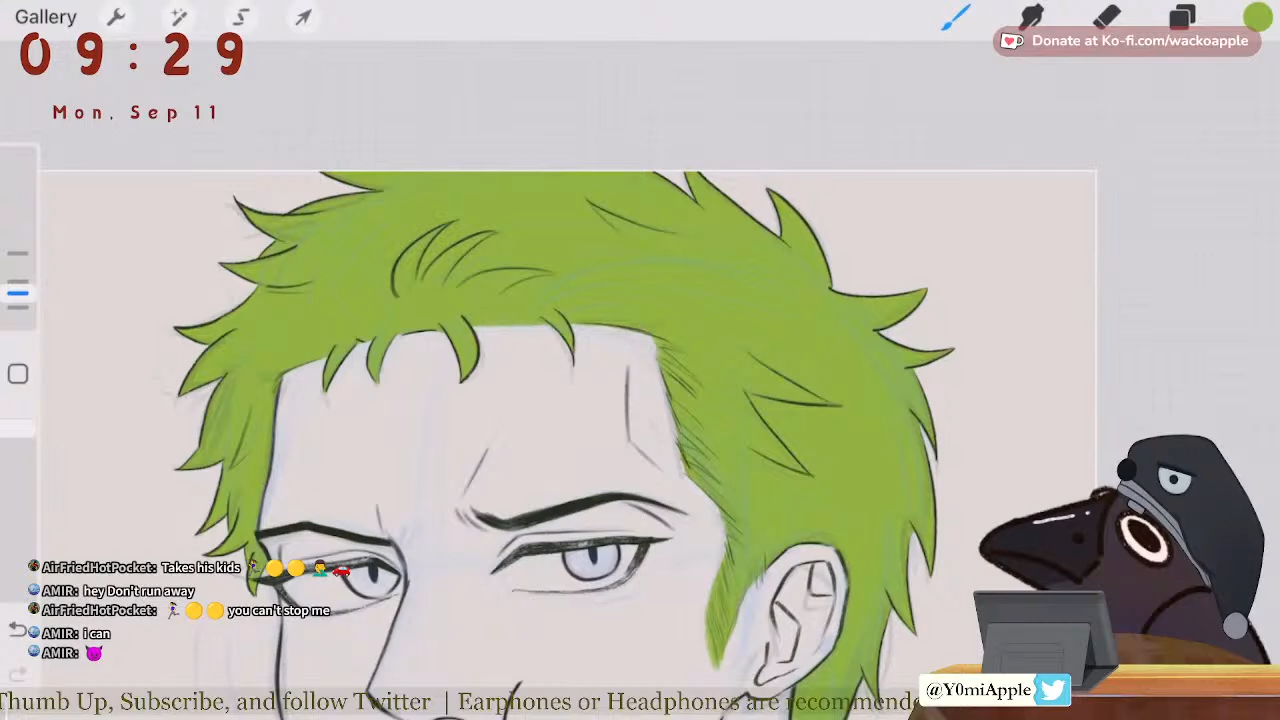 Gallery
09:29
Mon, Sep 11
Donate at Ko-fi.com/wackoapple
AirFriedHotPocket: Takes his kids
AMIR: hey Don't run away
AirFriedHotPocket: you can't stop me
AMIR: i can
AMIR:
@Y0miApple
Thumb Up, Subscribe, and follow Twitter | Earphones or Headphones are recommende